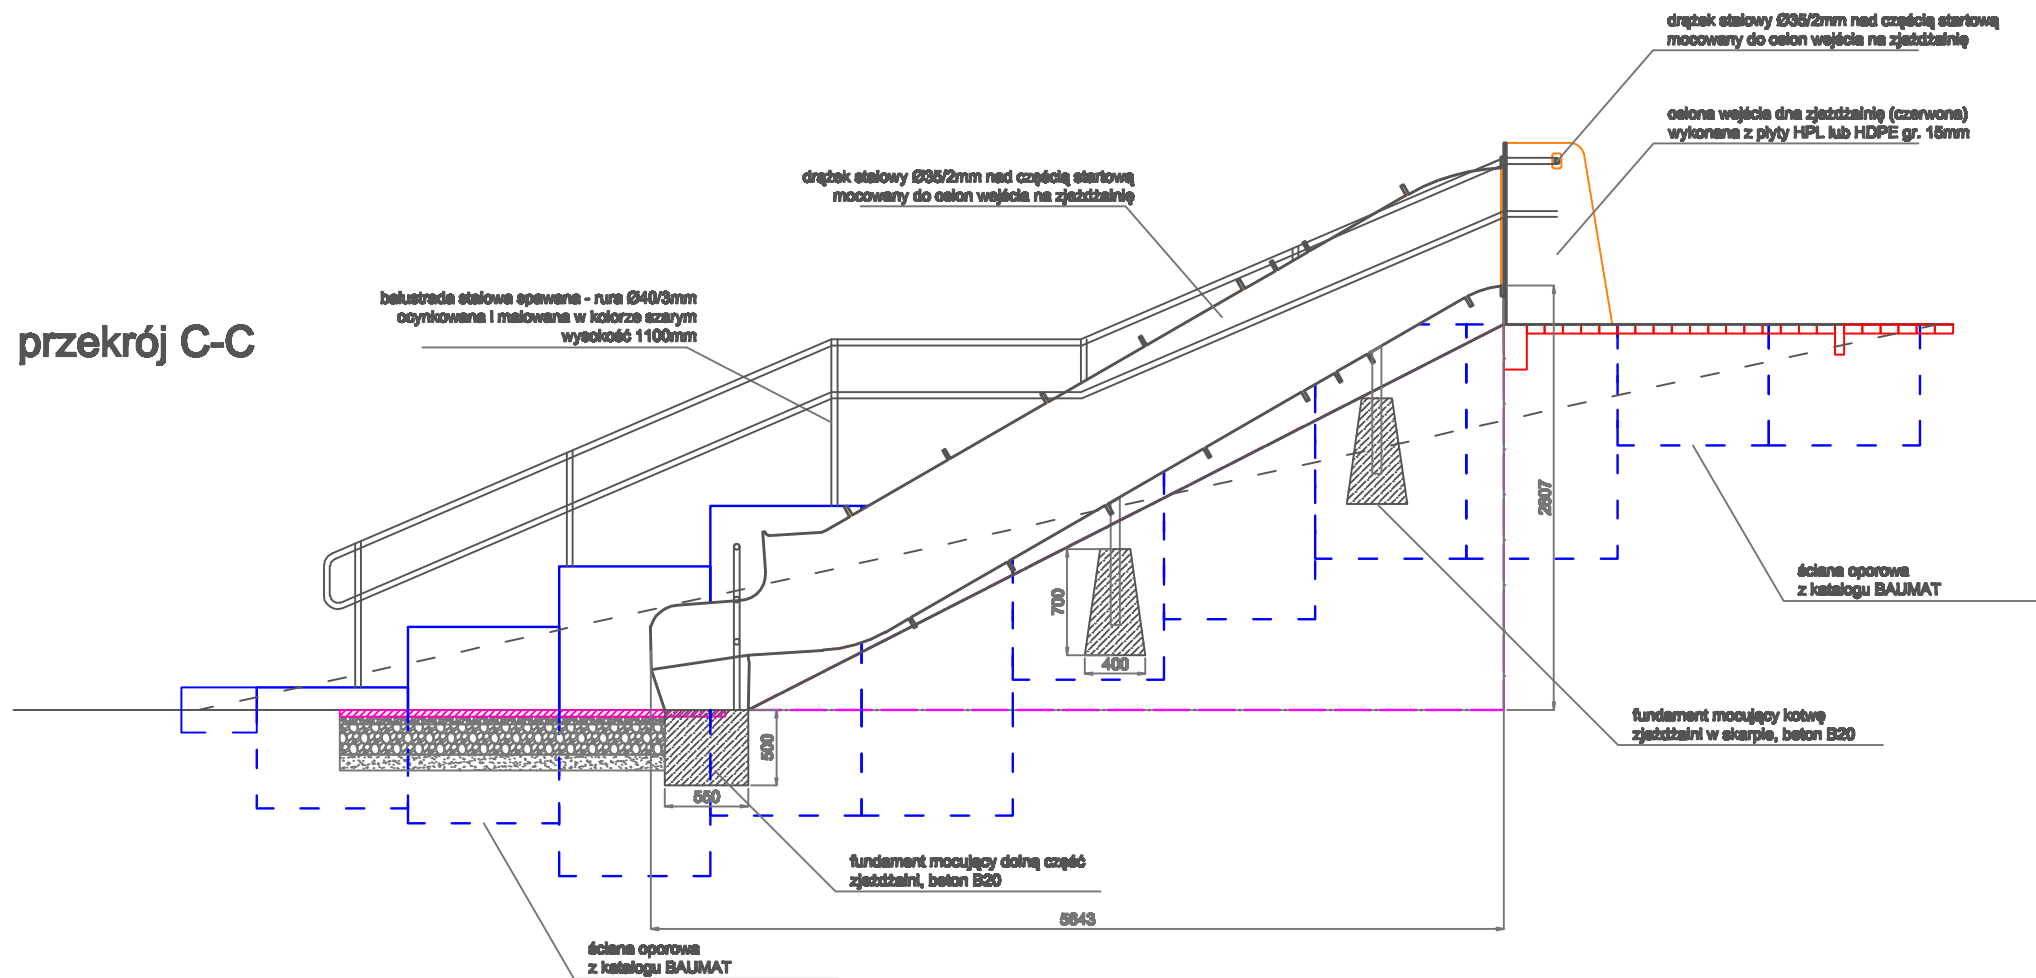 drążek stalowy Ø35/2mm nad częścią startową
mocowany do osłon wejścia na zjeżdżalnię
osłona wejścia dna zjeżdżalnię (czerwona)
wykonana z płyty HPL lub HDPE gr. 15mm
drążek stalowy Ø35/2mm nad częścią startową
mocowany do osłon wejścia na zjeżdżalnię
balustrada stalowa spawana - rura Ø40/3mm
ocynkowana i malowana w kolorze szarym
wysokość 1100mm
przekrój C-C
2807
ściana oporowa
z katalogu BAUMAT
700
400
fundament mocujący kotwę
zjeżdżalni w skarpie, beton B20
500
550
fundament mocujący dolną część
zjeżdżalni, beton B20
5643
ściana oporowa
z katalogu BAUMAT